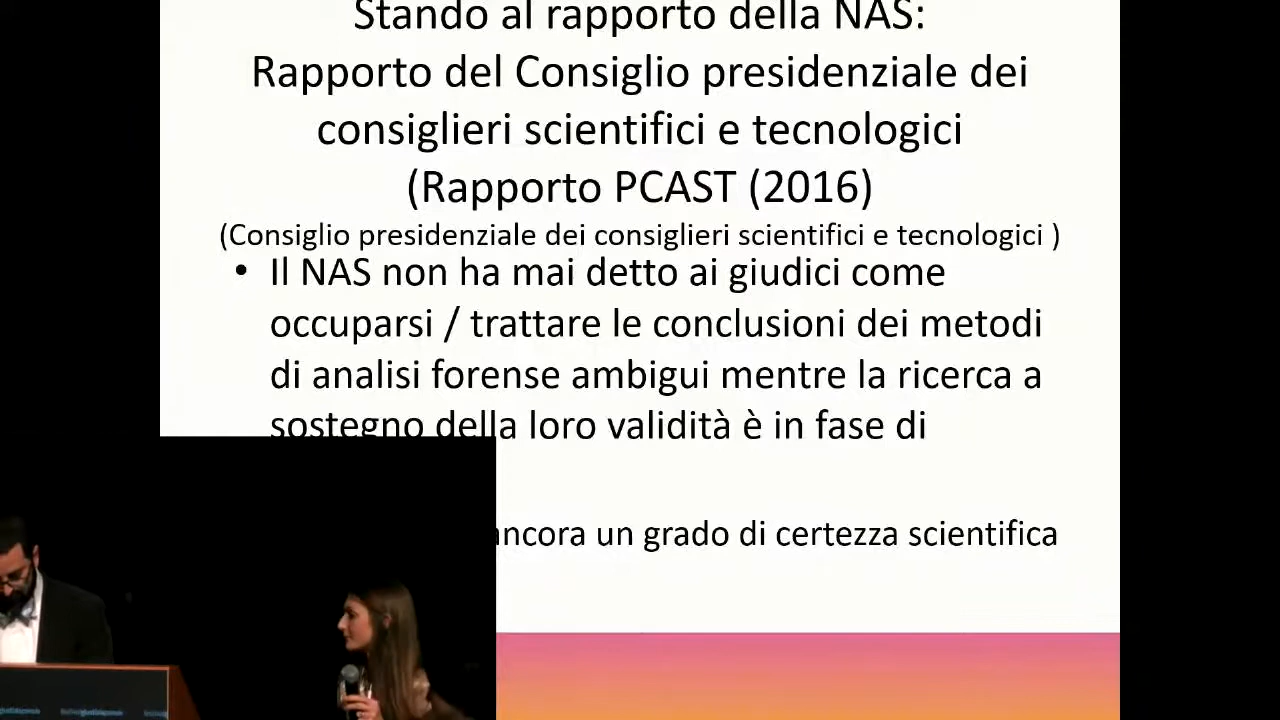 Stando al rapporto della NAS:
Rapporto del Consiglio presidenziale dei
consiglieri scientifici e tecnologici
(Rapporto PCAST (2016)
(Consiglio presidenziale dei consiglieri scientifici e tecnologici )
• Il NAS non ha mai detto ai giudici come
occuparsi / trattare le conclusioni dei metodi
di analisi forense ambigui mentre la ricerca a
sostegno della loro validità è in fase di
ancora un grado di certezza scientifica